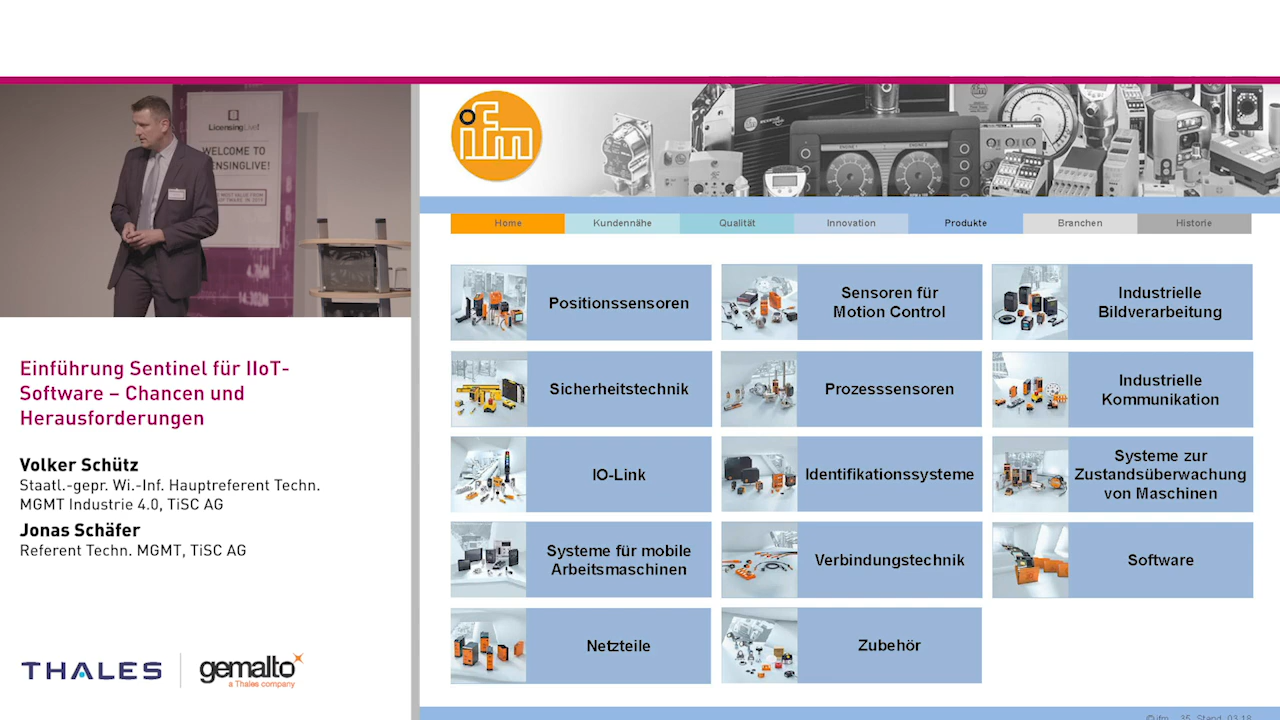 LicensingLive!
WELCOME TO
ENSINGLIVE!
Einführung Sentinel für IIoT-
Software – Chancen und
Herausforderungen
Volker Schütz
Staatl.-gepr. Wi.-Inf. Hauptreferent Techn.
MGMT Industrie 4.0, TiSC AG
Jonas Schäfer
Referent Techn. MGMT, TiSC AG
THALES
gemalto
a Thales company
ifm
Home
Kundennähe
Qualität
Innovation
Produkte
Branchen
Historie
Positionssensoren
Sensoren für
Motion Control
Industrielle
Bildverarbeitung
Sicherheitstechnik
Prozesssensoren
Industrielle
Kommunikation
IO-Link
Identifikationssysteme
Systeme zur
Zustandsüberwachung
von Maschinen
Systeme für mobile
Arbeitsmaschinen
Verbindungstechnik
Software
Netzteile
Zubehör